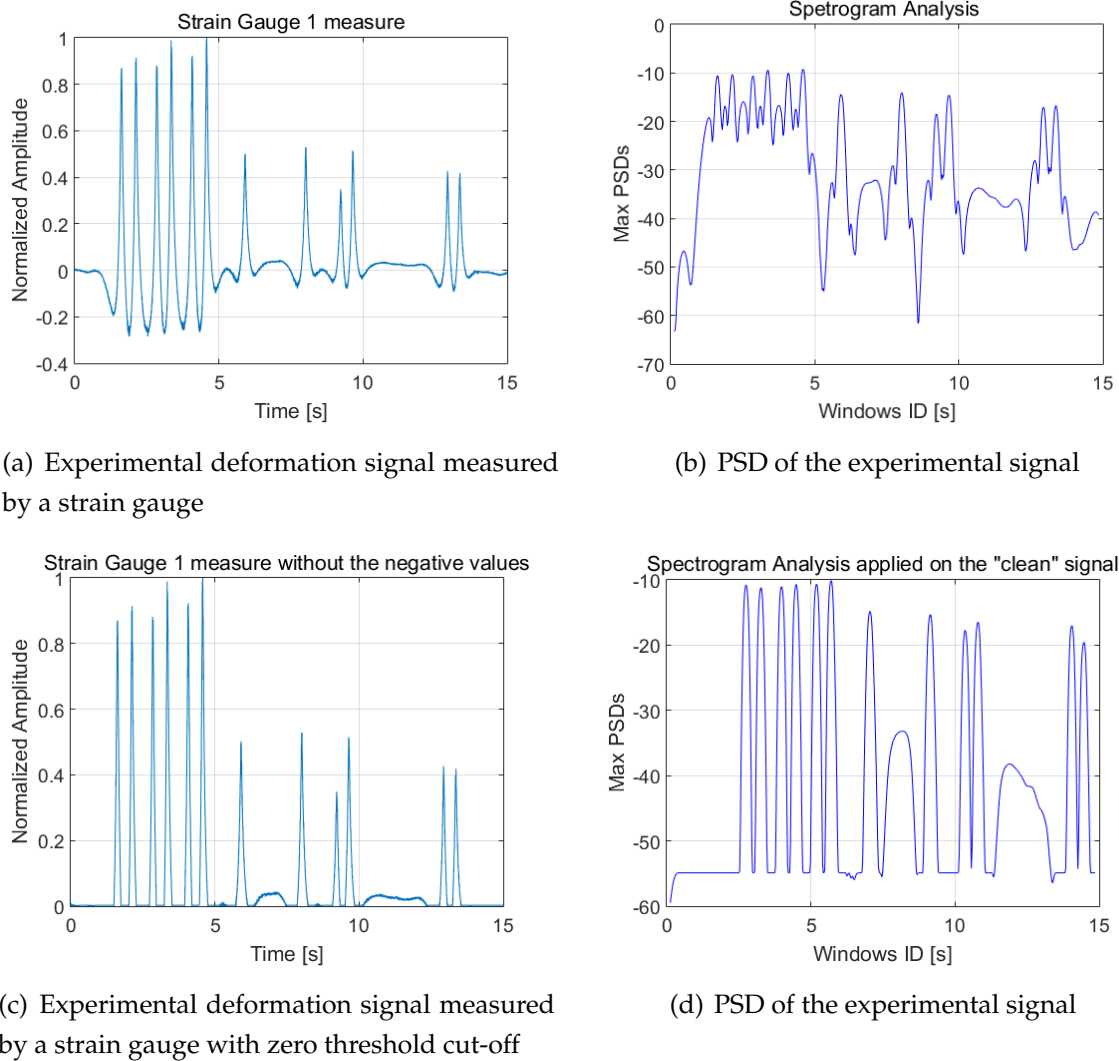 Strain Gauge 1 measure
1
0.8
0.6
0.4
0.2
0
-0.2
-0.4
Normalized Amplitude
0 5 10 15
Time [s]
(a) Experimental deformation signal measured
by a strain gauge
Spetrogram Analysis
0
-10
-20
-30
-40
-50
-60
-70
Max PSDs
0 5 10 15
Windows ID [s]
(b) PSD of the experimental signal
Strain Gauge 1 measure without the negative values
1
0.8
0.6
0.4
0.2
0
Normalized Amplitude
0 5 10 15
Time [s]
(c) Experimental deformation signal measured
by a strain gauge with zero threshold cut-off
Spectrogram Analysis applied on the "clean" signal
-10
-20
-30
-40
-50
-60
Max PSDs
0 5 10 15
Windows ID [s]
(d) PSD of the experimental signal